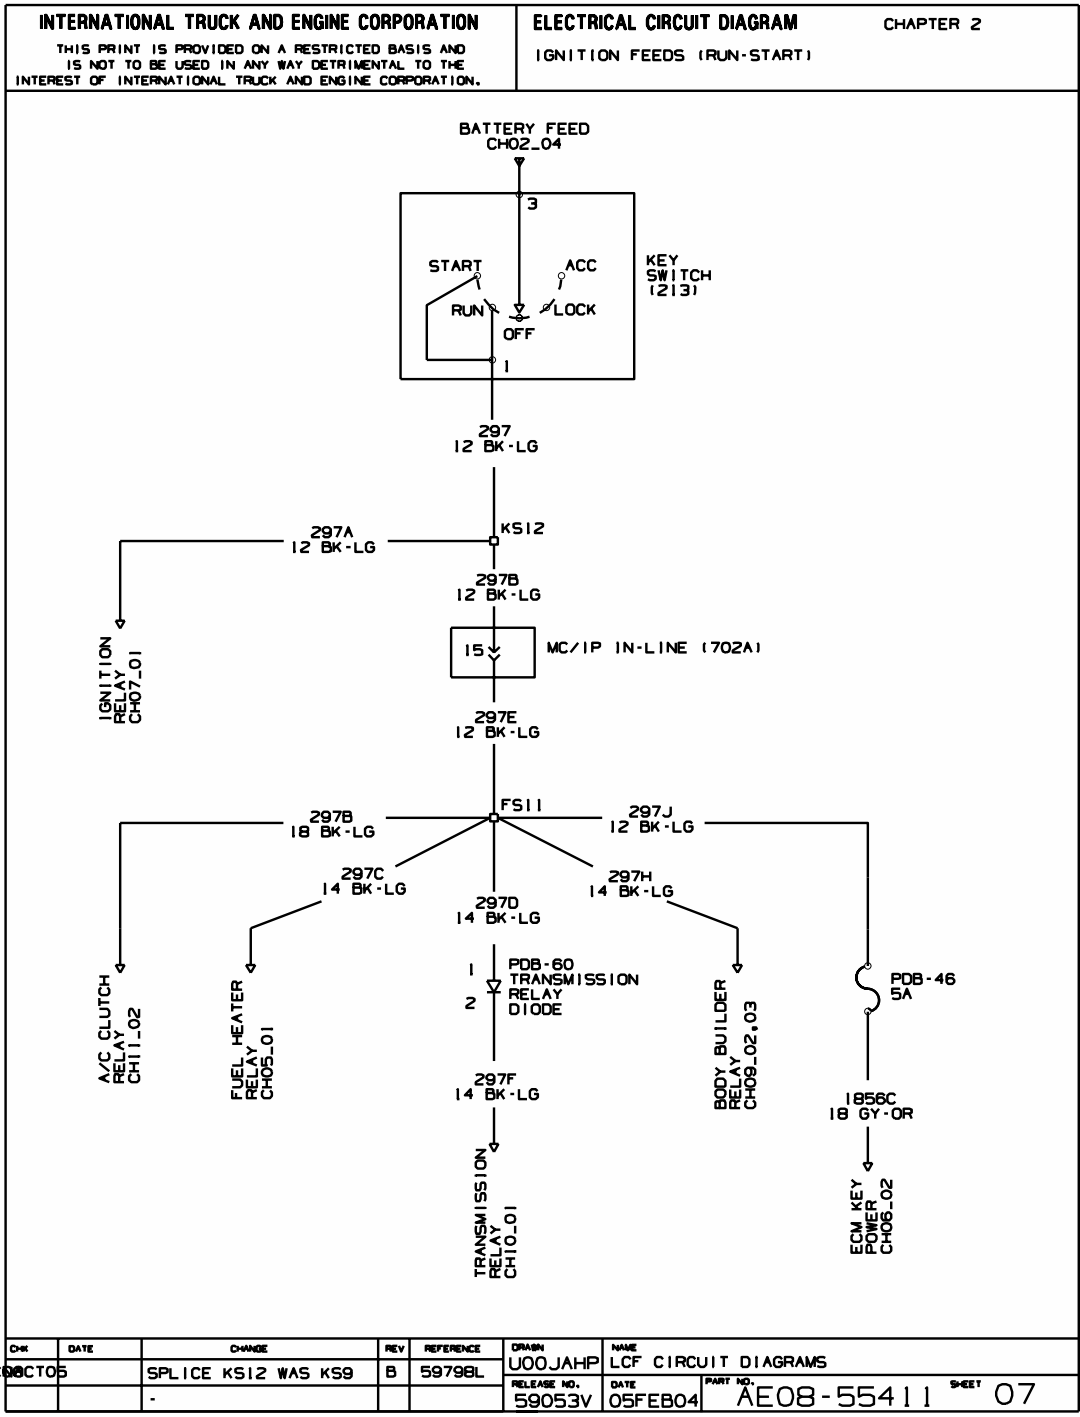 INTERNATIONAL TRUCK AND ENGINE CORPORATION
THIS PRINT IS PROVIDED ON A RESTRICTED BASIS AND
IS NOT TO BE USED IN ANY WAY DETRIMENTAL TO THE
INTEREST OF INTERNATIONAL TRUCK AND ENGINE CORPORATION.
ELECTRICAL CIRCUIT DIAGRAM
CHAPTER 2
IGNITION FEEDS (RUN-START)
BATTERY FEED
CH02_04
3
START
ACC
RUN
LOCK
OFF
1
KEY
SWITCH
(213)
297
12 BK-LG
KS12
297A
12 BK-LG
297B
12 BK-LG
IGNITION
RELAY
CH07_01
15
MC/IP IN-LINE (702A)
297E
12 BK-LG
FS11
297B
18 BK-LG
297J
12 BK-LG
297C
14 BK-LG
297H
14 BK-LG
297D
14 BK-LG
A/C CLUTCH
RELAY
CH11_02
FUEL HEATER
RELAY
CH05_01
1
2
PDB-60
TRANSMISSION
RELAY
DIODE
BODY BUILDER
RELAY
CH09_02,03
PDB-46
5A
297F
14 BK-LG
1856C
18 GY-OR
TRANSMISSION
RELAY
CH10_01
ECM KEY
POWER
CH06_02
CHK
DATE
CHANGE
REV
REFERENCE
SPLICE KS12 WAS KS9
B
59798L
-
DRAWN
U00JAHP
NAME
LCF CIRCUIT DIAGRAMS
RELEASE NO.
59053V
DATE
05FEB04
PART NO.
AE08-55411
SHEET
07